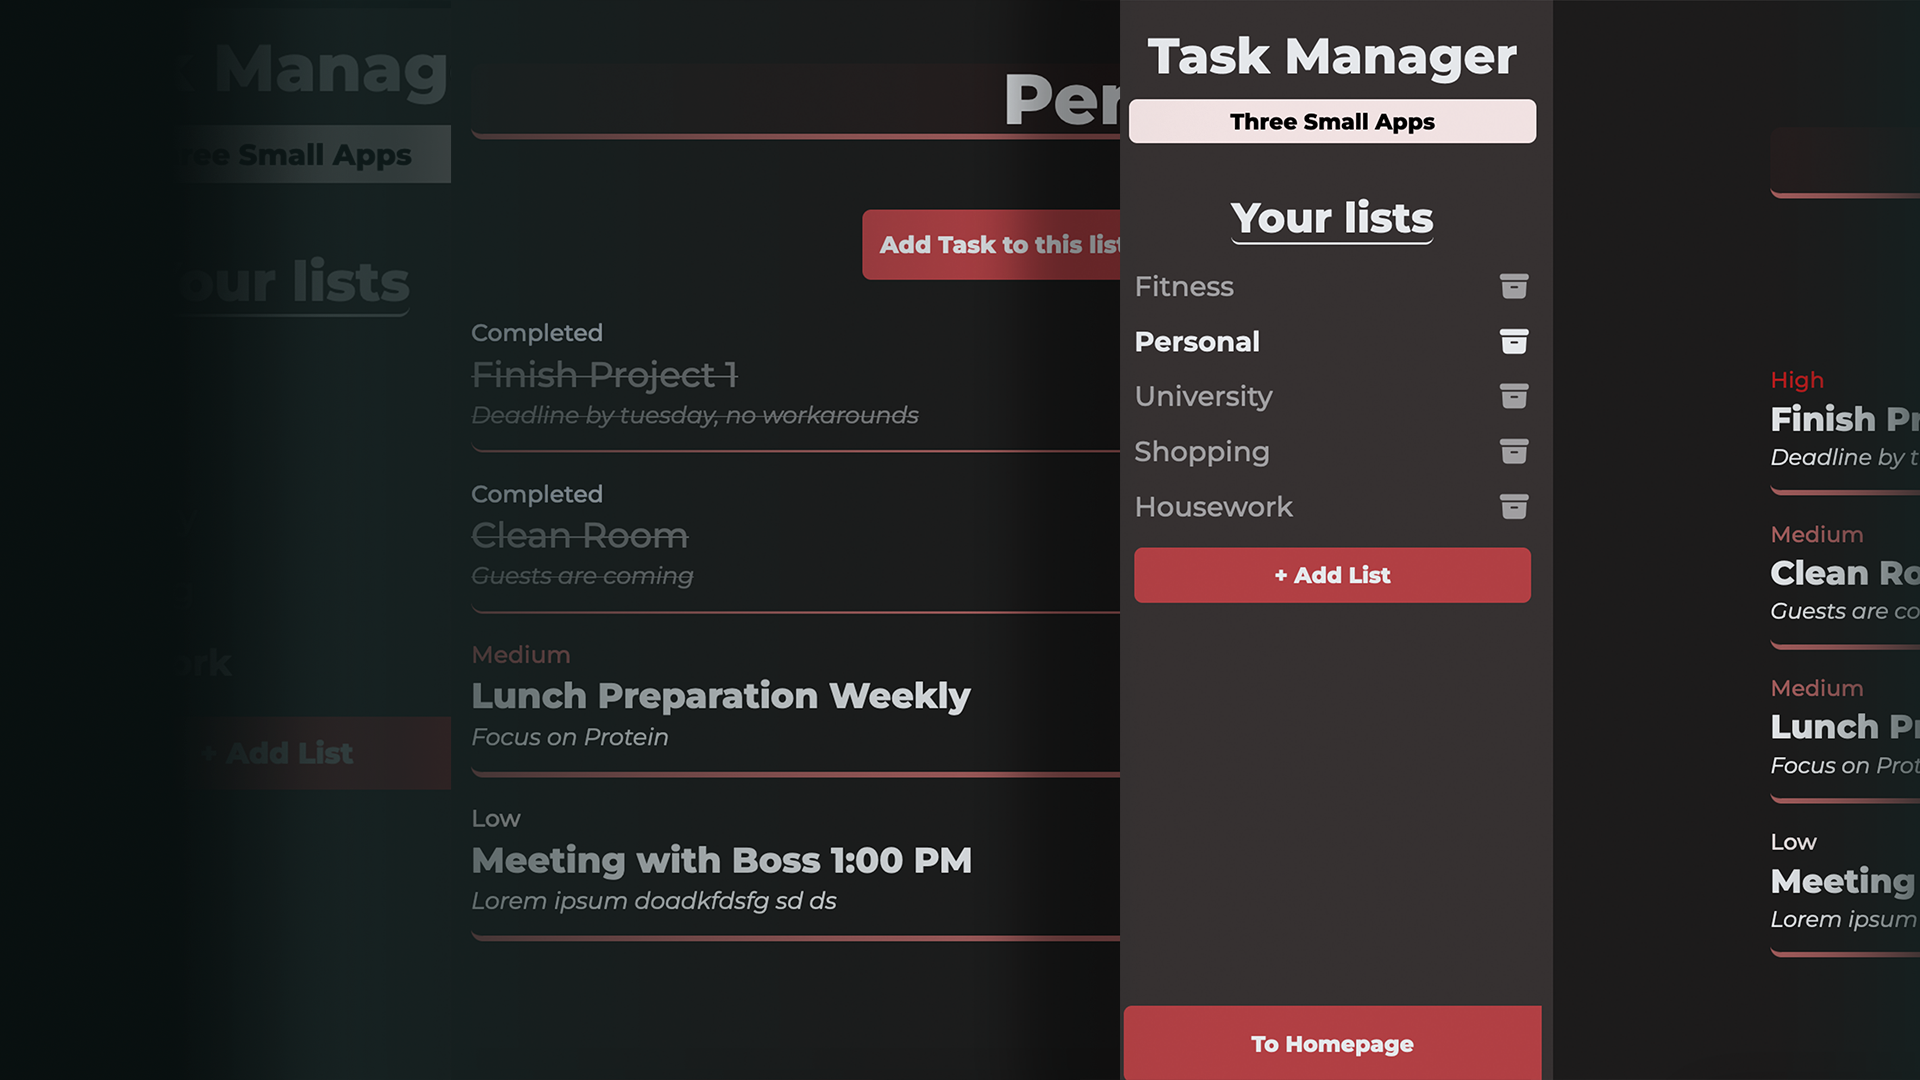 Manag
ree Small Apps
our lists
ork
+ Add List
Per
Add Task to this list
Completed
Finish Project 1
Deadline by tuesday, no workarounds
Completed
Clean Room
Guests are coming
Medium
Lunch Preparation Weekly
Focus on Protein
Low
Meeting with Boss 1:00 PM
Lorem ipsum doadkfdsfg sd ds
Task Manager
Three Small Apps
Your lists
Fitness
Personal
University
Shopping
Housework
+ Add List
To Homepage
High
Finish Pr
Deadline by t
Medium
Clean Ro
Guests are co
Medium
Lunch Pr
Focus on Prot
Low
Meeting
Lorem ipsum